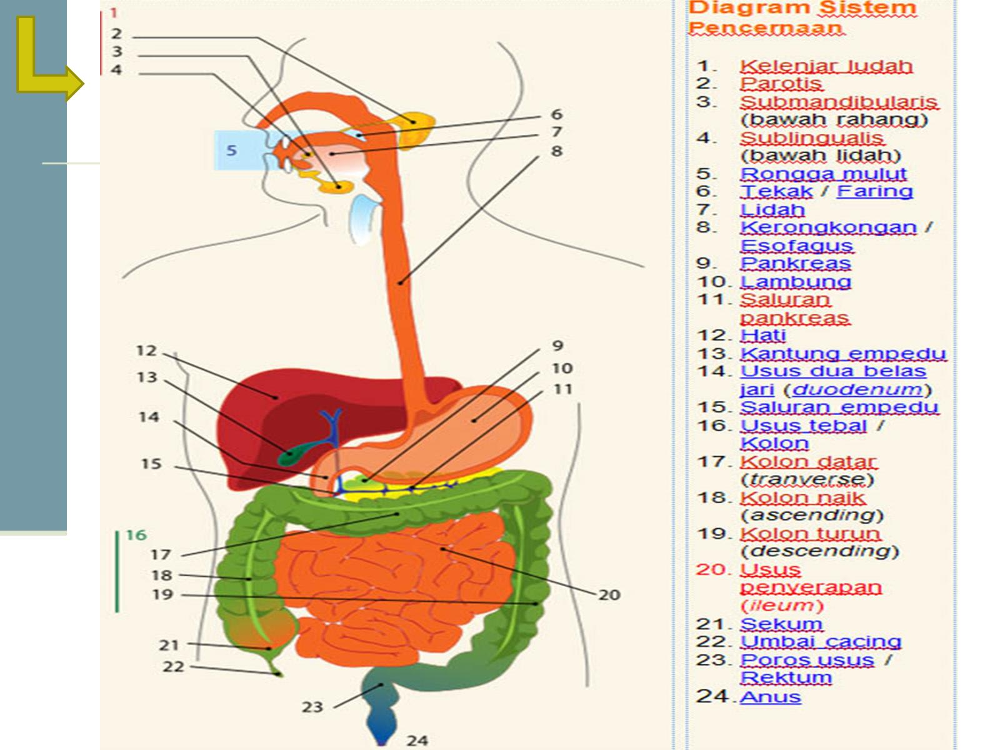 1
2
3
4
5
6
7
8
9
10
11
12
13
14
15
16
17
18
19
20
21
22
23
24
Diagram Sistem
Pencernaan
1. Kelenjar ludah
2. Parotis
3. Submandibularis
(bawah rahang)
4. Sublingualis
(bawah lidah)
5. Rongga mulut
6. Tekak / Faring
7. Lidah
8. Kerongkongan /
Esofagus
9. Pankreas
10. Lambung
11. Saluran
pankreas
12. Hati
13. Kantung empedu
14. Usus dua belas
jari (duodenum)
15. Saluran empedu
16. Usus tebal /
Kolon
17. Kolon datar
(tranverse)
18. Kolon naik
(ascending)
19. Kolon turun
(descending)
20. Usus
penyerapan
(ileum)
21. Sekum
22. Umbai cacing
23. Poros usus /
Rektum
24. Anus